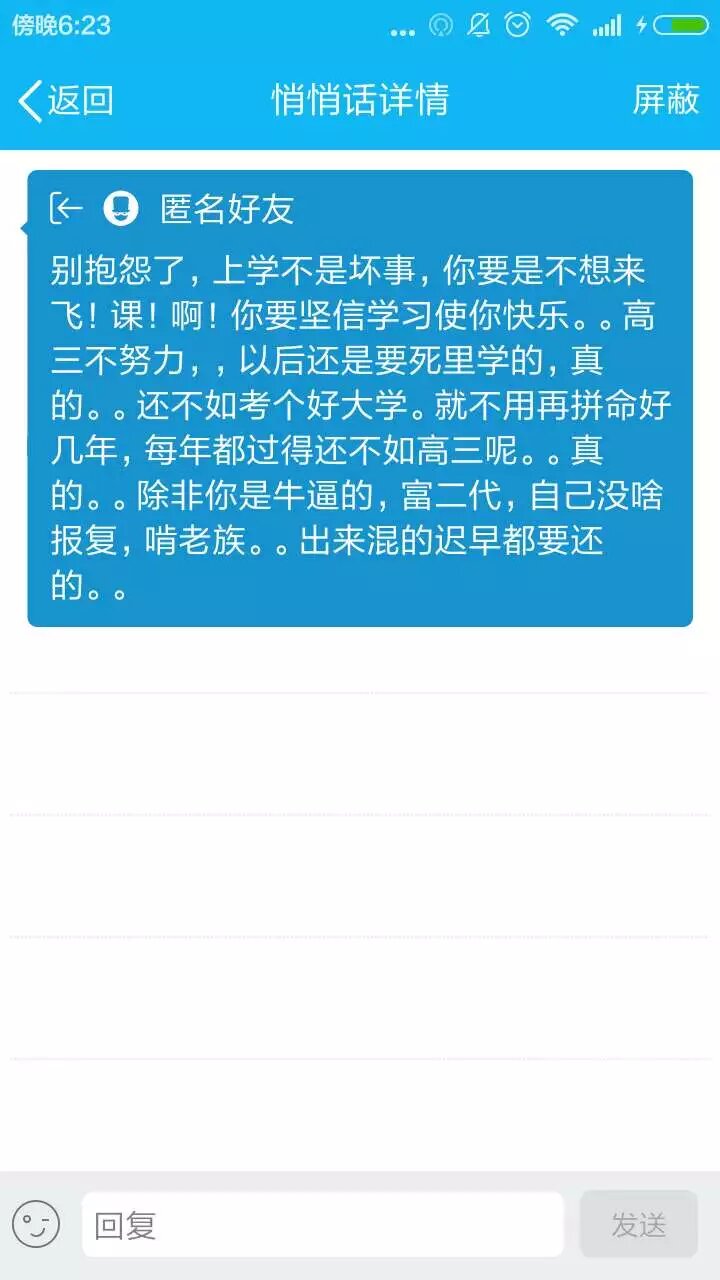 傍晚6:23
返回
悄悄话详情
屏蔽
匿名好友
别抱怨了，上学不是坏事，你要是不想来
飞！课！啊！你要坚信学习使你快乐。。高
三不努力，，以后还是要死里学的，真
的。。还不如考个好大学。就不用再拼命好
几年，每年都过得还不如高三呢。。真
的。。除非你是牛逼的，富二代，自己没啥
报复，啃老族。。出来混的迟早都要还
的。。
回复
发送